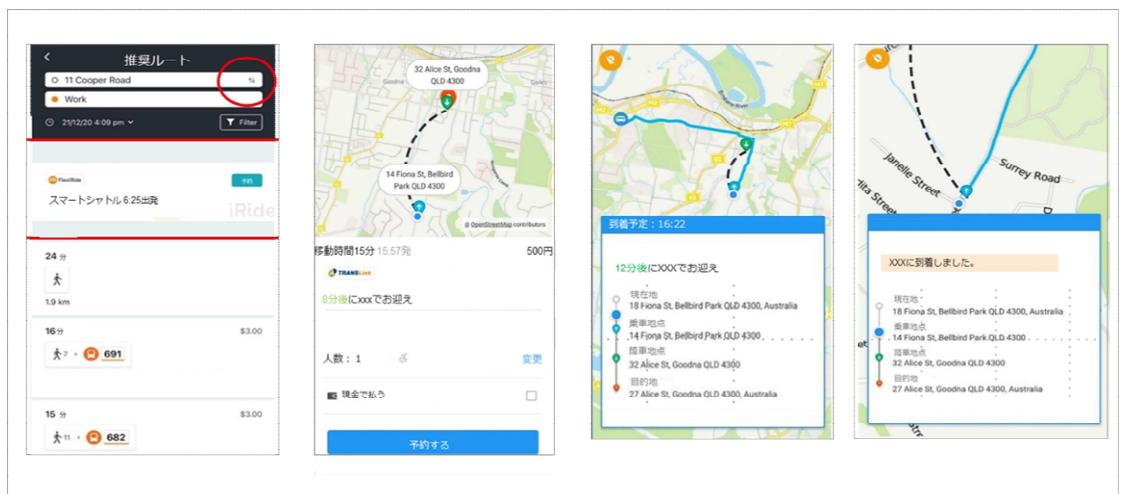 推奨ルート
11 Cooper Road
Work
21/12/20 4:09 pm
Filter
FlexiRide
予約
スマートシャトル 6:25出発
iRide
24 分
1.9 km
16分
$3.00
7
691
15 分
$3.00
11
682
32 Alice St, Goodna
QLD 4300
Goodna
14 Fiona St, Bellbird
Park QLD 4300
@ OpenStreetMap contributors
移動時間15分 15:57発
500円
TRANSLink
8分後にxxxでお迎え
人数： 1
変更
現金で払う
予約する
Brisbane River
到着予定：16:22
12分後にXXXでお迎え
現在地
18 Fiona St, Bellbird Park QLD 4300, Australia
乗車地点
14 Fiona St, Bellbird Park QLD 4300
降車地点
32 Alice St, Goodna QLD 4300
目的地
27 Alice St, Goodna QLD 4300, Australia
Janelle Street
Surrey Road
XXXに到着しました。
現在地
18 Fiona St, Bellbird Park QLD 4300, Australia
乗車地点
14 Fiona St, Bellbird Park QLD 4300
降車地点
32 Alice St, Goodna QLD 4300
目的地
27 Alice St, Goodna QLD 4300, Australia